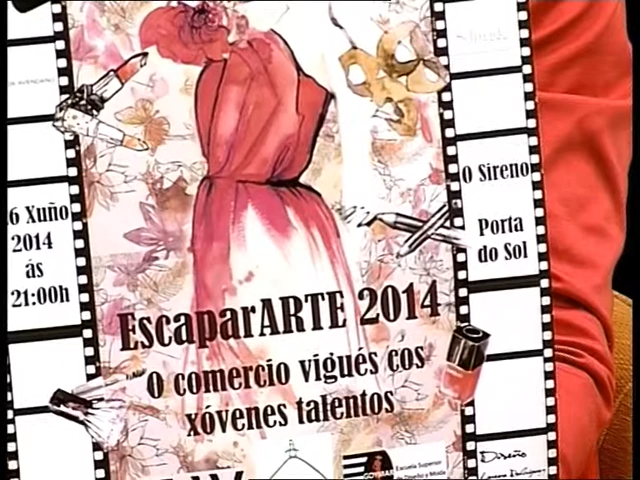 6 Xuño
2014
ás
21:00h
O Sireno
Porta
do Sol
EscaparARTE 2014
O comercio vigués cos
xóvenes talentos
Escuela Superior
de Diseño y Moda
Diseño